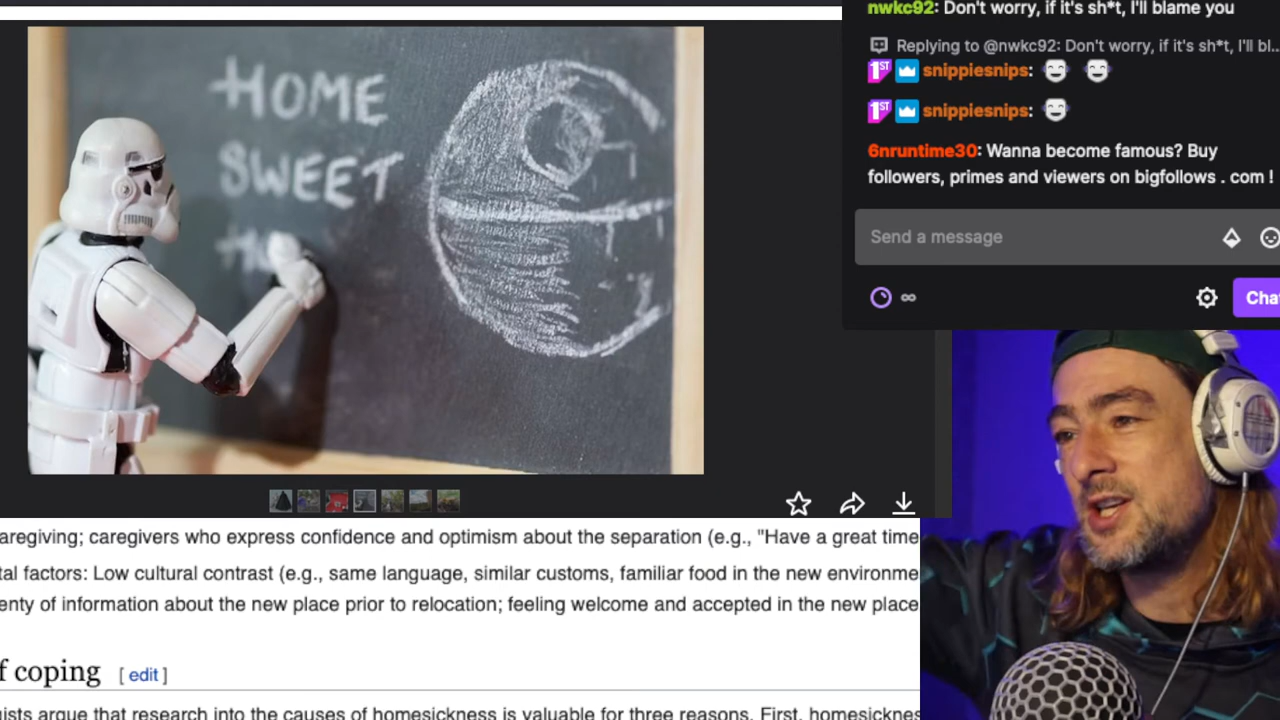 nwkc92: Don't worry, if it's sh*t, I'll blame you
Replying to @nwkc92: Don't worry, if it's sh*t, I'll bl...
1ST snippiesnips:
1ST snippiesnips:
6nruntime30: Wanna become famous? Buy
followers, primes and viewers on bigfollows . com !
Send a message
Cha
HOME
SWEET
aregiving; caregivers who express confidence and optimism about the separation (e.g., "Have a great time
tal factors: Low cultural contrast (e.g., same language, similar customs, familiar food in the new environme
enty of information about the new place prior to relocation; feeling welcome and accepted in the new place
f coping [ edit ]
gists argue that research into the causes of homesickness is valuable for three reasons. First, homesicknes